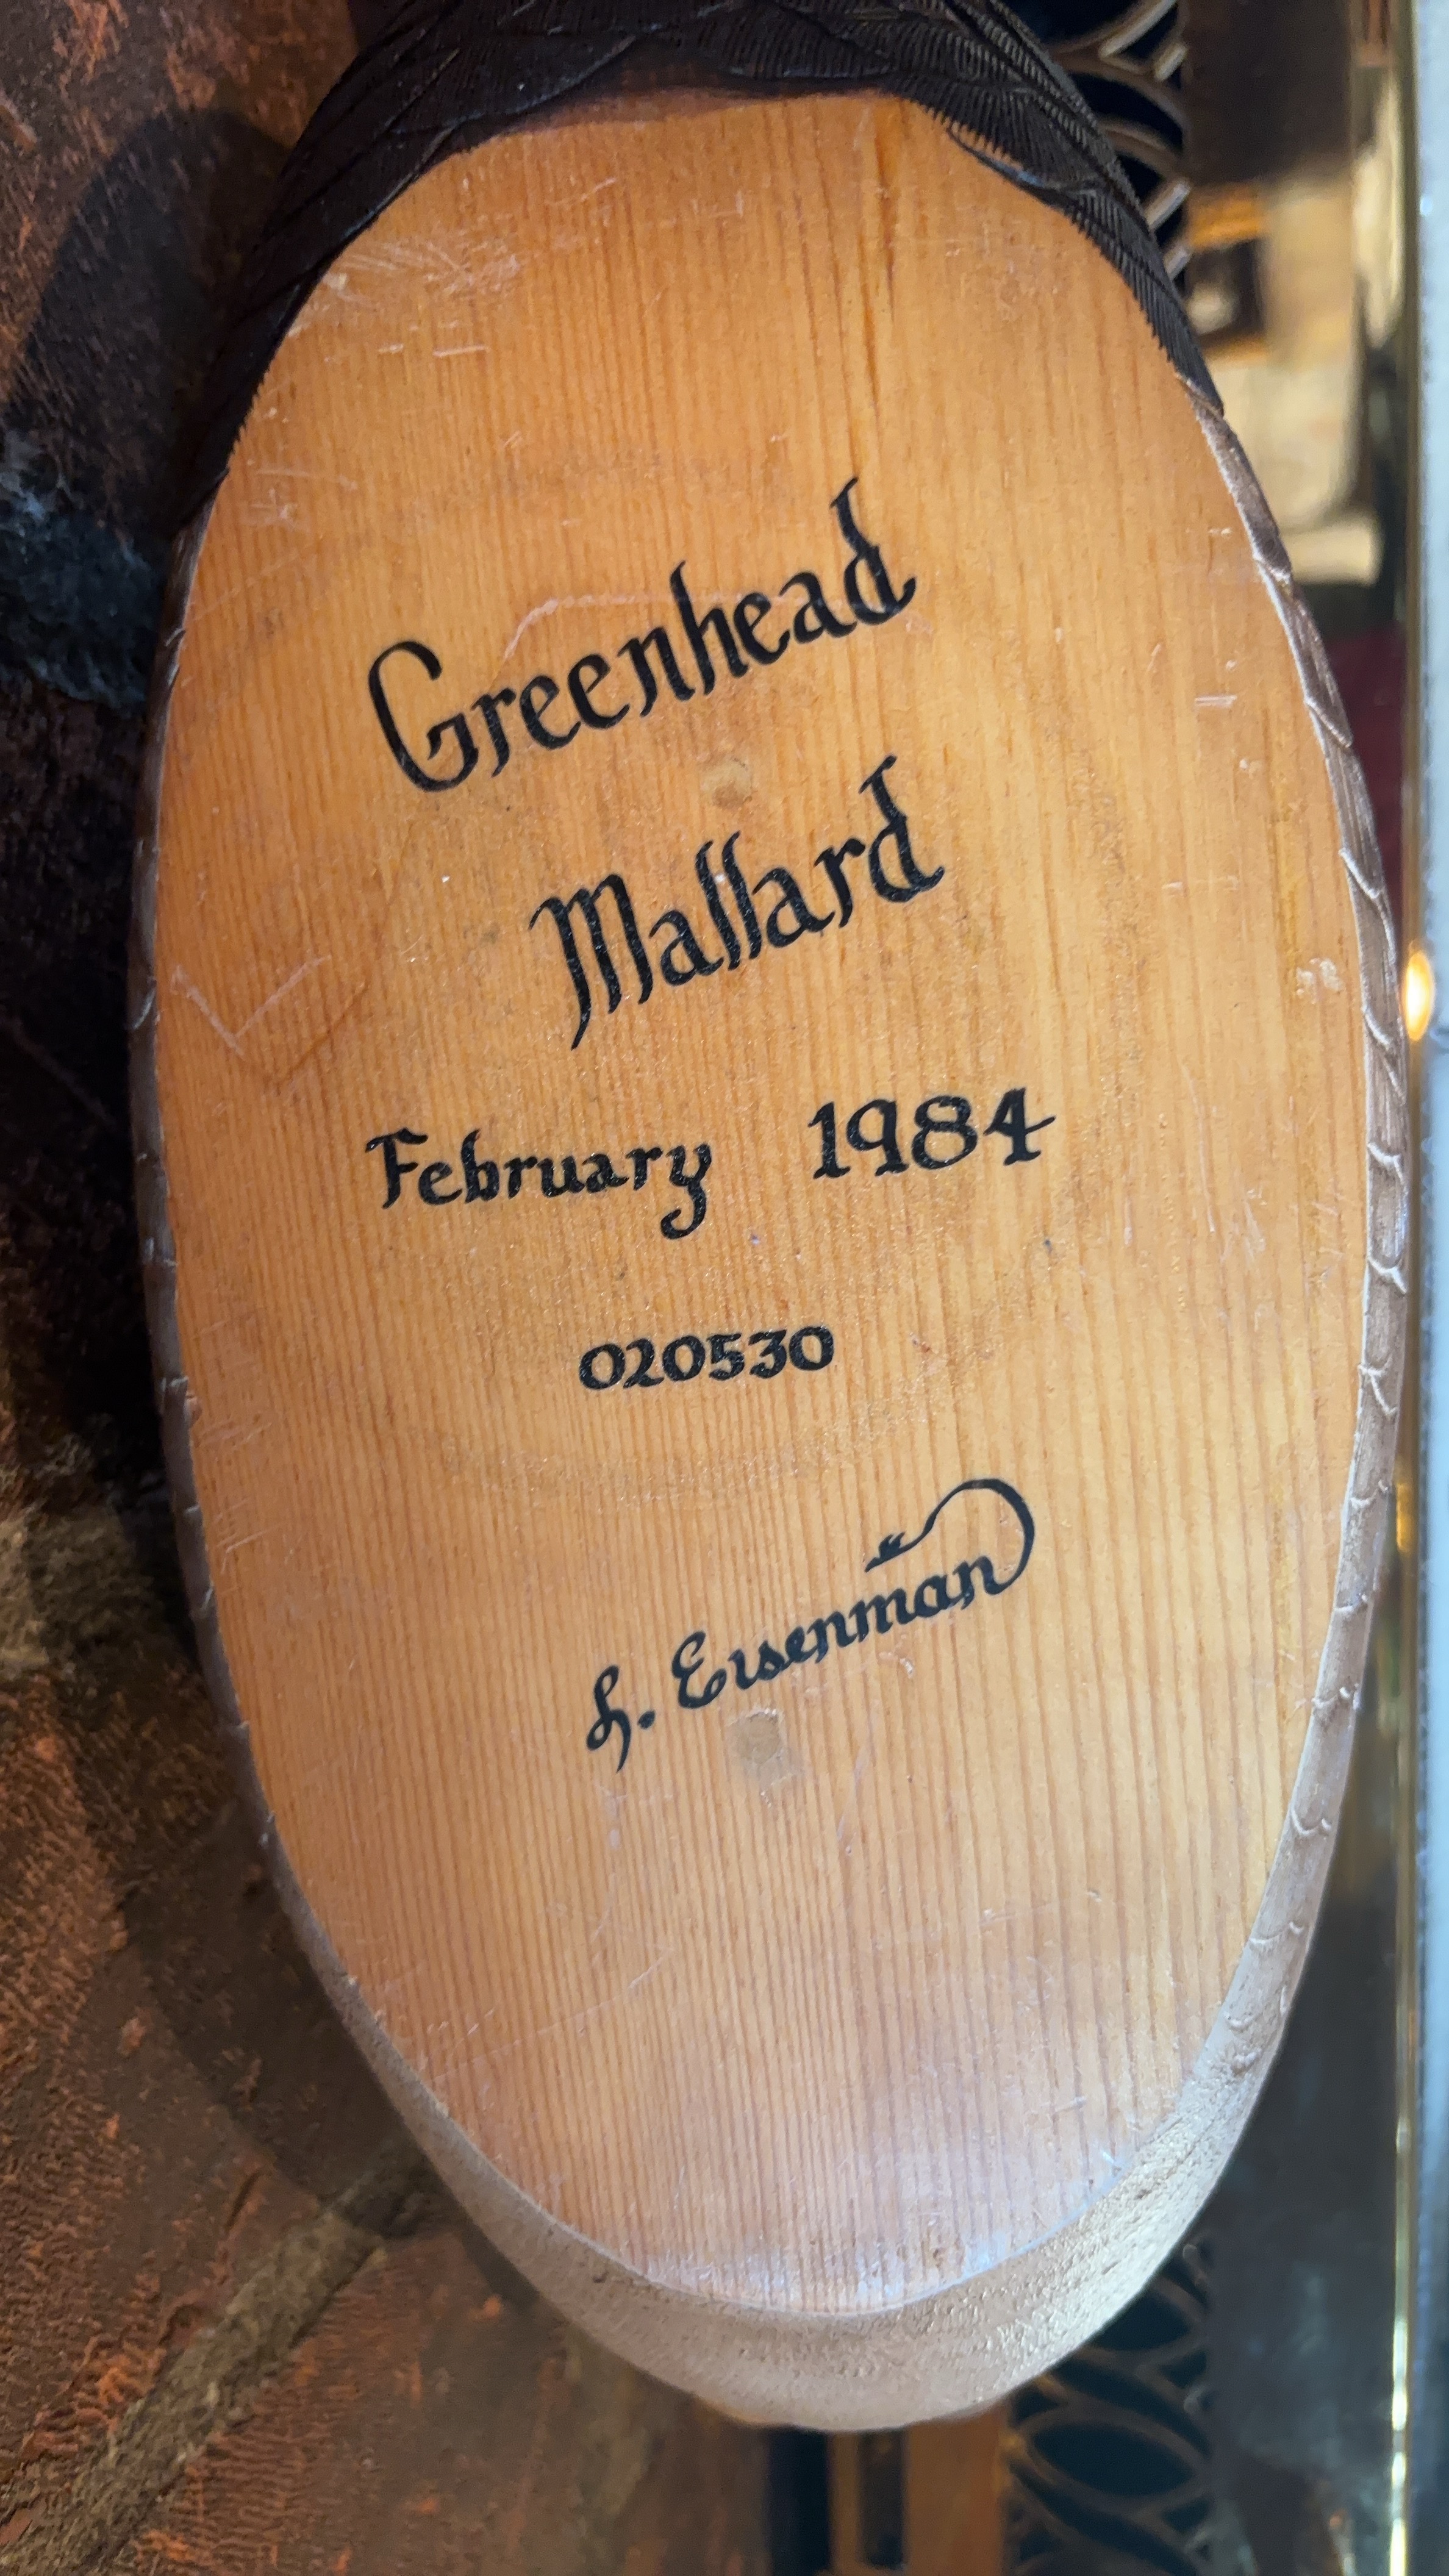 Greenhead
Mallard
February 1984
020530
L. Eisenman